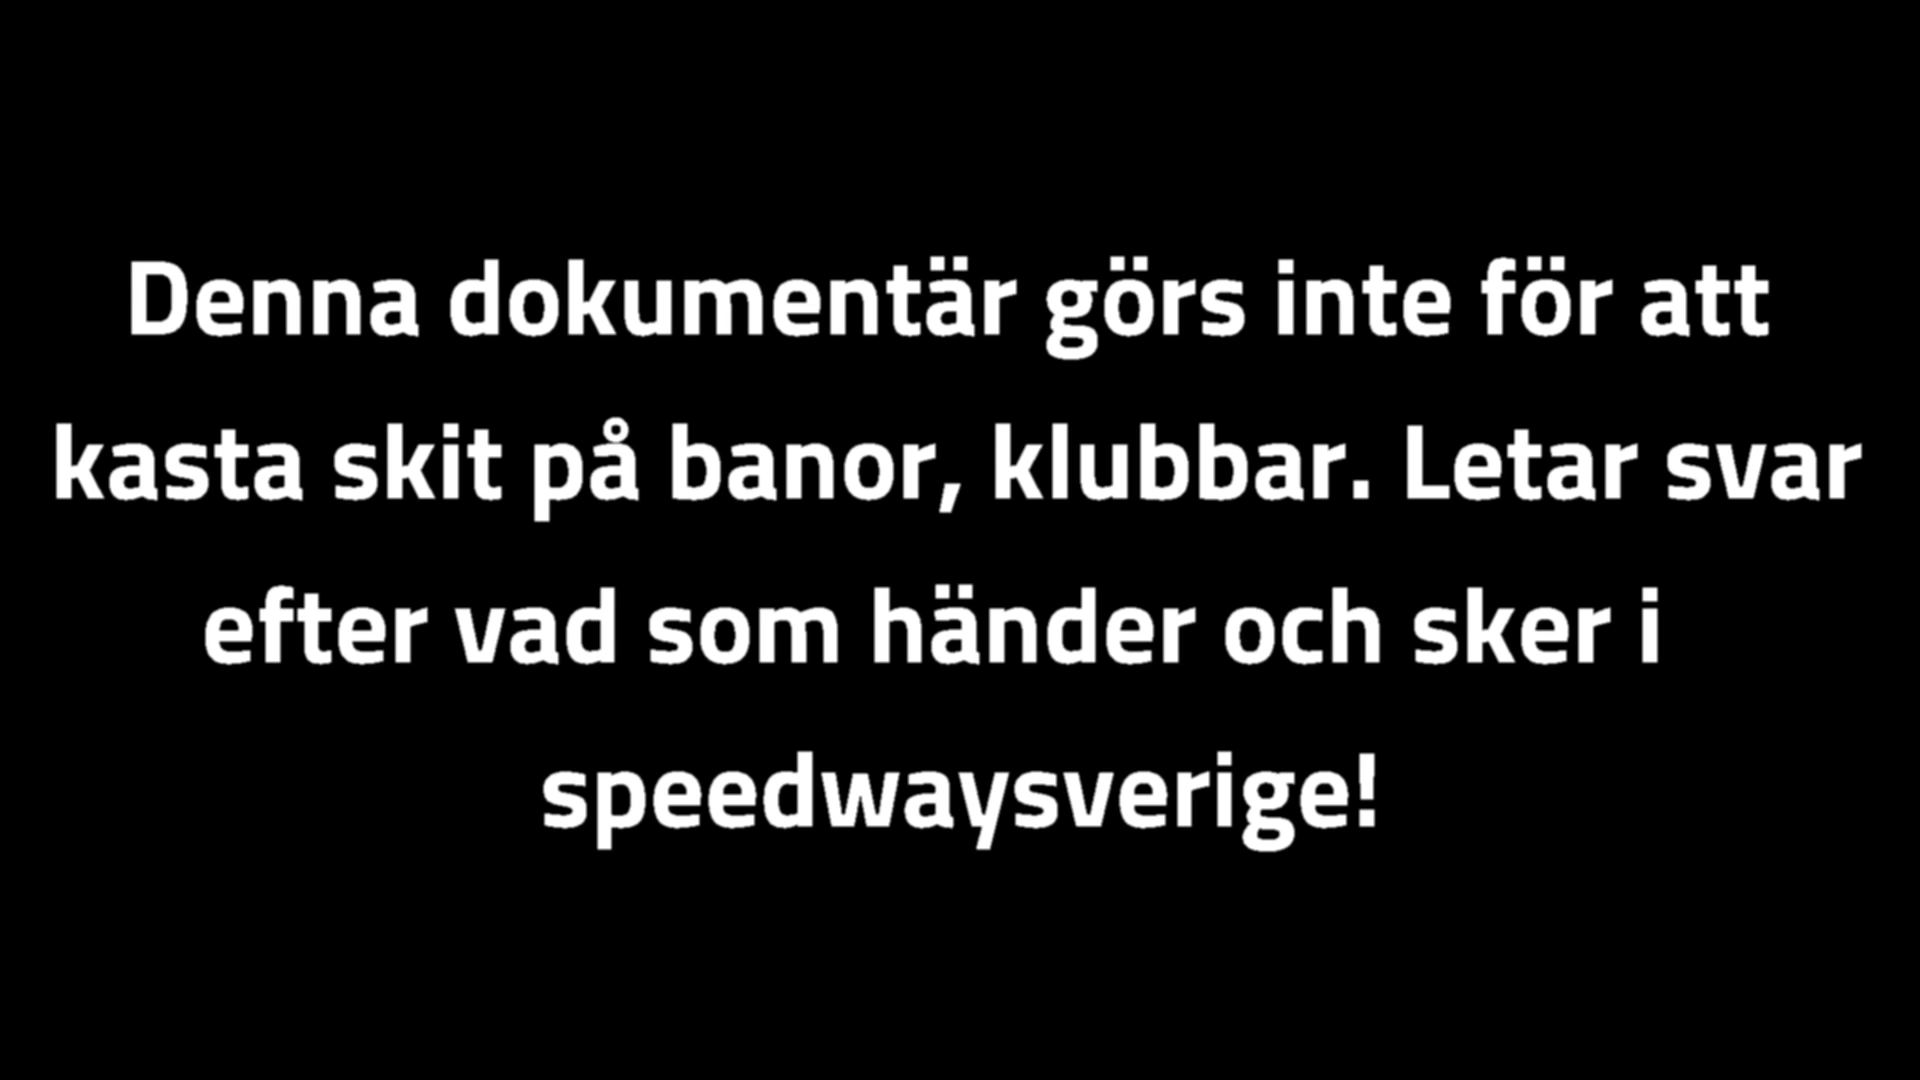 Denna dokumentär görs inte för att
kasta skit på banor, klubbar. Letar svar
efter vad som händer och sker i
speedwaysverige!